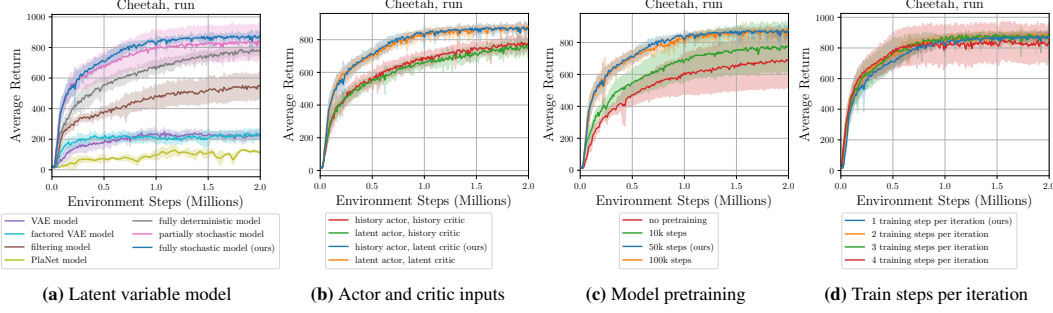 Cheetah, run
1000
800
600
400
200
0
Average Return
0.0 0.5 1.0 1.5 2.0
Environment Steps (Millions)
VAE model
factored VAE model
filtering model
PlaNet model
fully deterministic model
partially stochastic model
fully stochastic model (ours)
(a) Latent variable model
Cheetah, run
1000
800
600
400
200
0
Average Return
0.0 0.5 1.0 1.5 2.0
Environment Steps (Millions)
history actor, history critic
latent actor, history critic
history actor, latent critic (ours)
latent actor, latent critic
(b) Actor and critic inputs
Cheetah, run
1000
800
600
400
200
0
Average Return
0.0 0.5 1.0 1.5 2.0
Environment Steps (Millions)
no pretraining
10k steps
50k steps (ours)
100k steps
(c) Model pretraining
Cheetah, run
1000
800
600
400
200
0
Average Return
0.0 0.5 1.0 1.5 2.0
Environment Steps (Millions)
1 training step per iteration (ours)
2 training steps per iteration
3 training steps per iteration
4 training steps per iteration
(d) Train steps per iteration